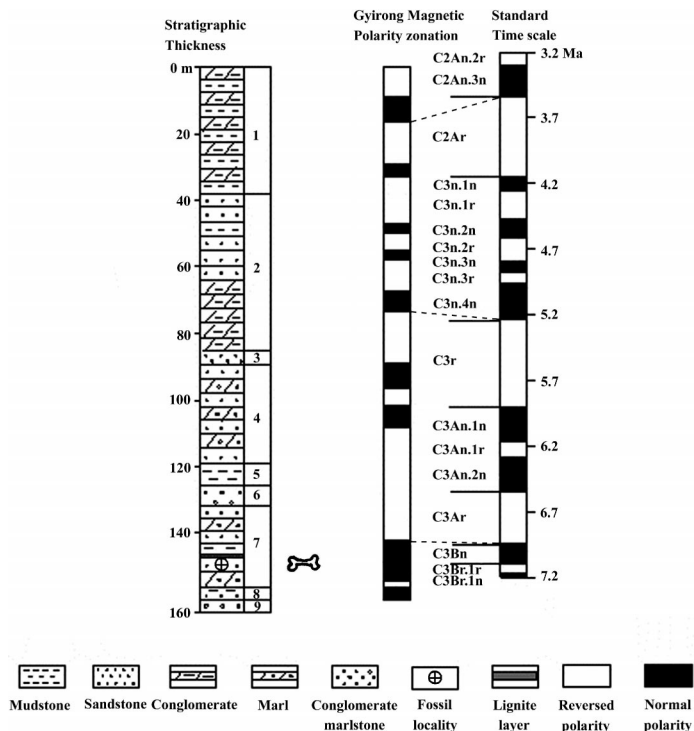 Stratigraphic
Thickness
Gyirong Magnetic
Polarity zonation
Standard
Time scale
0 m
20
40
60
80
100
120
140
160
1
2
3
4
5
6
7
8
9
C2An.2r
C2An.3n
C2Ar
C3n.1n
C3n.1r
C3n.2n
C3n.2r
C3n.3n
C3n.3r
C3n.4n
C3r
C3An.1n
C3An.1r
C3An.2n
C3Ar
C3Bn
C3Br.1r
C3Br.1n
3.2 Ma
3.7
4.2
4.7
5.2
5.7
6.2
6.7
7.2
Mudstone
Sandstone
Conglomerate
Marl
Conglomerate
marlstone
Fossil
locality
Lignite
layer
Reversed
polarity
Normal
polarity